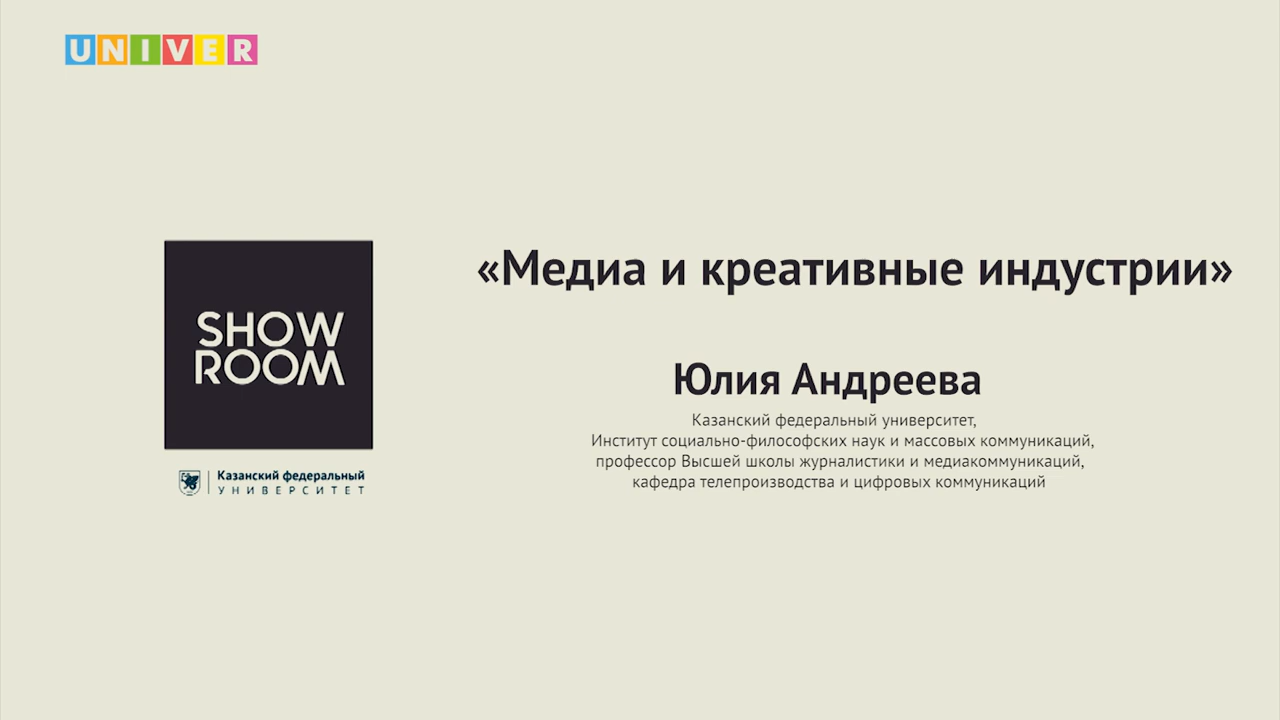 UNIVER
«Медиа и креативные индустрии»
SHOW
ROOM
Юлия Андреева
Казанский федеральный университет,
Институт социально-философских наук и массовых коммуникаций,
профессор Высшей школы журналистики и медиакоммуникаций,
кафедра телепроизводства и цифровых коммуникаций
Казанский федеральный
УНИВЕРСИТЕТ